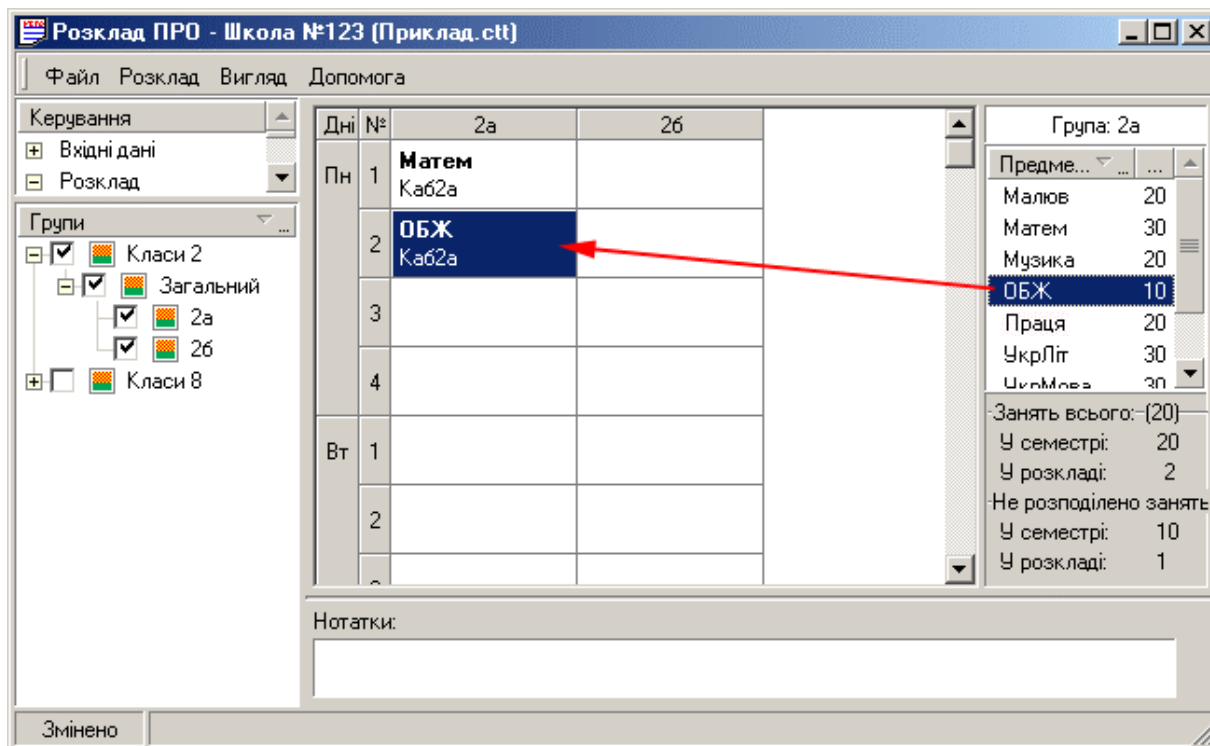 Розклад ПРО - Школа №123 (Приклад.ctt)
Файл Розклад Вигляд Допомога
Керування
Вхідні дані
Розклад
Групи ...
Класи 2
Загальний
2а
2б
Класи 8
Дні № 2а 2б
Пн 1 Матем
Каб2а
2 ОБЖ
Каб2а
3
4
Вт 1
2
Група: 2а
Предме... ... ...
Малюв 20
Матем 30
Музика 20
ОБЖ 10
Праця 20
УкрЛіт 30
УкрМова 30
Занять всього: (20)
У семестрі: 20
У розкладі: 2
Не розподілено занять
У семестрі: 10
У розкладі: 1
Нотатки:
Змінено